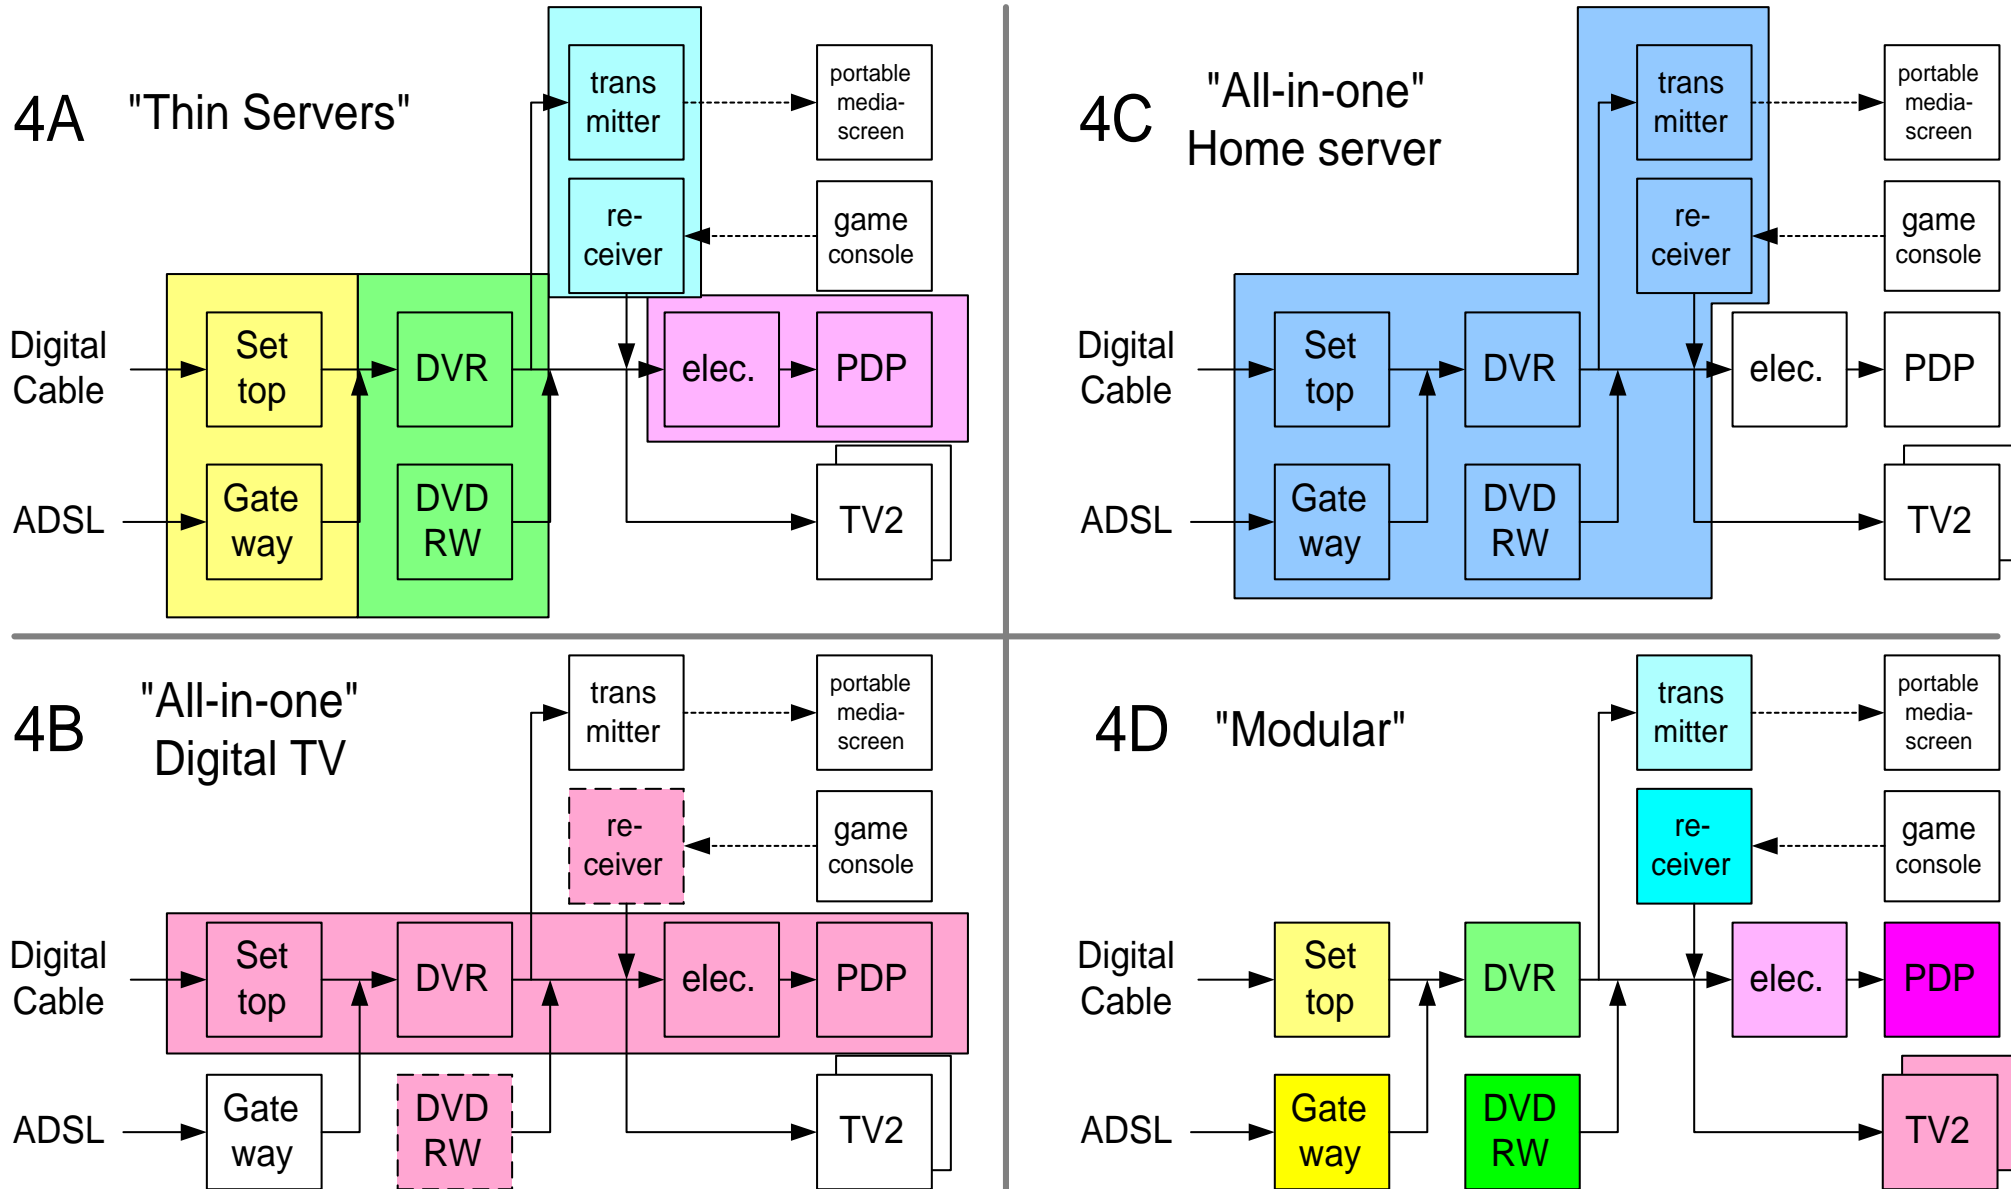 4A
"Thin Servers"
trans
mitter
portable
media-
screen
re-
ceiver
game
console
Digital
Cable
Set
top
DVR
elec.
PDP
ADSL
Gate
way
DVD
RW
TV2
4C
"All-in-one"
Home server
trans
mitter
portable
media-
screen
re-
ceiver
game
console
Digital
Cable
Set
top
DVR
elec.
PDP
ADSL
Gate
way
DVD
RW
TV2
4B
"All-in-one"
Digital TV
trans
mitter
portable
media-
screen
re-
ceiver
game
console
Digital
Cable
Set
top
DVR
elec.
PDP
ADSL
Gate
way
DVD
RW
TV2
4D
"Modular"
trans
mitter
portable
media-
screen
re-
ceiver
game
console
Digital
Cable
Set
top
DVR
elec.
PDP
ADSL
Gate
way
DVD
RW
TV2